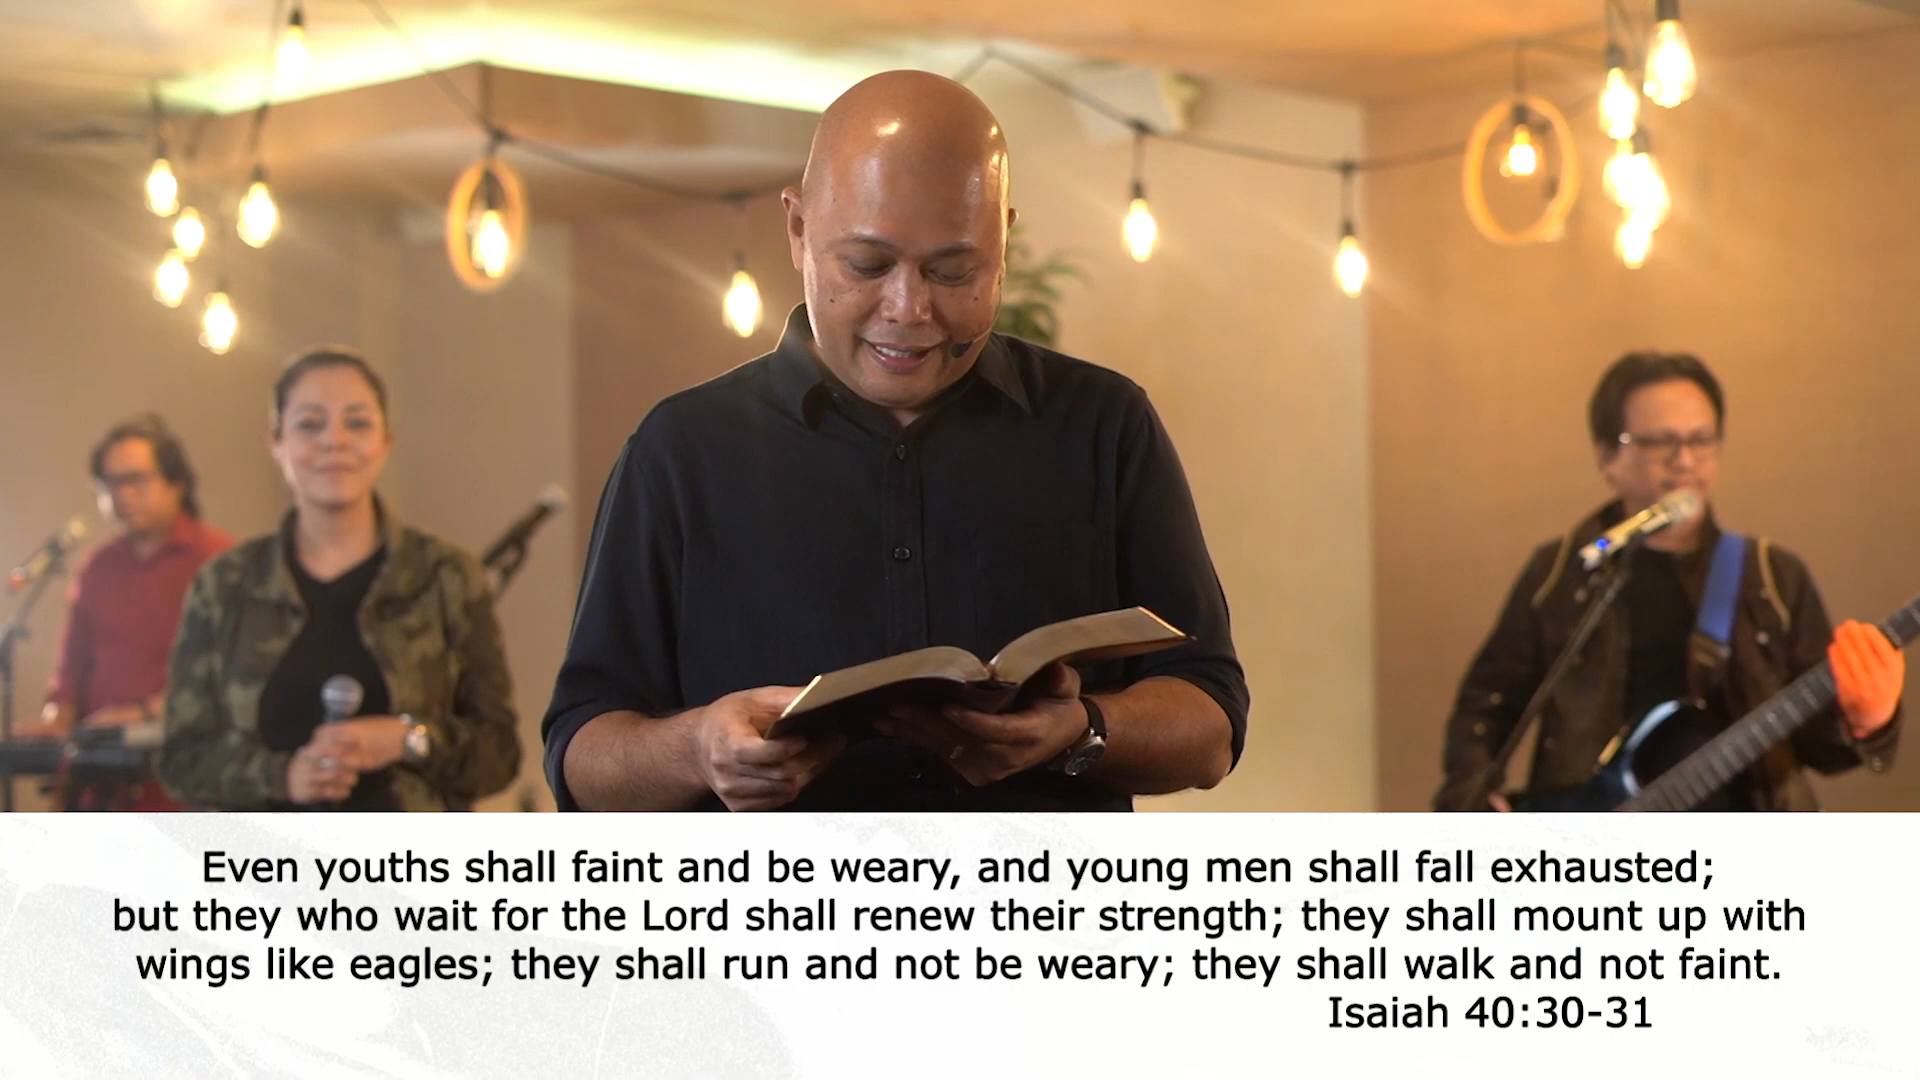 Even youths shall faint and be weary, and young men shall fall exhausted;
but they who wait for the Lord shall renew their strength; they shall mount up with
wings like eagles; they shall run and not be weary; they shall walk and not faint.
Isaiah 40:30-31